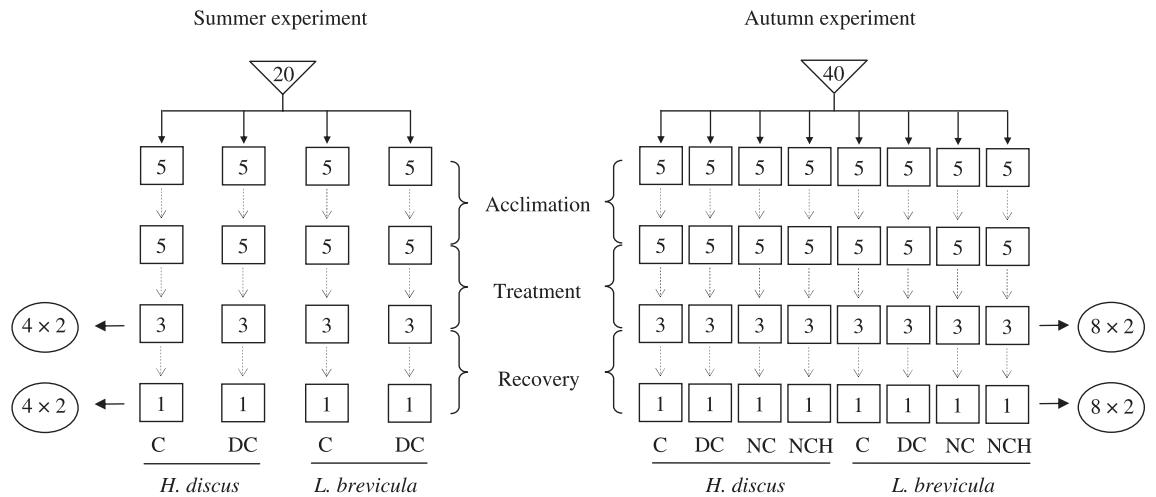 Summer experiment Autumn experiment
20 40
5 5 5 5 5 5 5 5 5 5 5 5
Acclimation
5 5 5 5 5 5 5 5 5 5 5 5
Treatment
4 × 2 3 3 3 3 3 3 3 3 3 3 3 3 8 × 2
Recovery
4 × 2 1 1 1 1 1 1 1 1 1 1 1 1 8 × 2
C DC C DC C DC NC NCH C DC NC NCH
H. discus L. brevicula H. discus L. brevicula